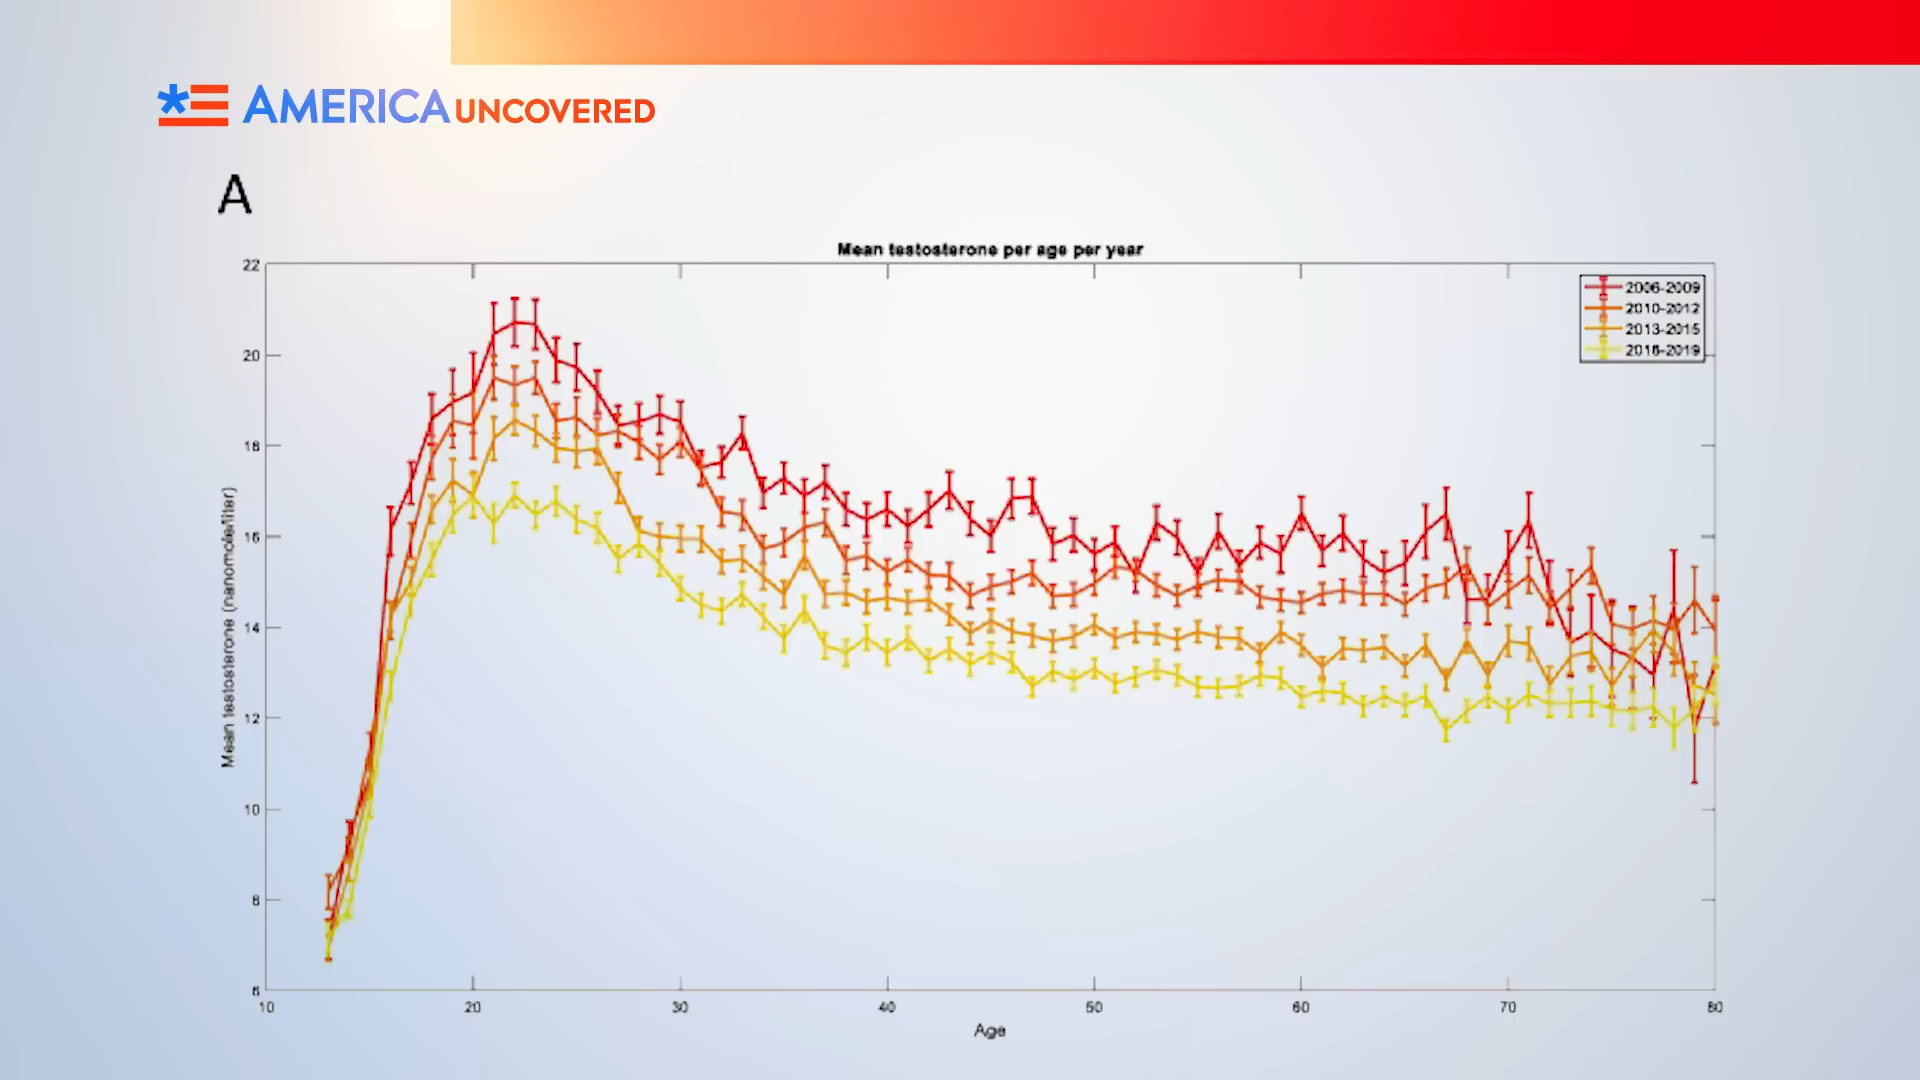 AMERICA UNCOVERED
A
Mean testosterone per age per year
22
20
18
16
14
12
10
8
6
Mean testosterone (nanomole/liter)
2006-2009
2010-2012
2013-2015
2016-2019
10 20 30 40 50 60 70 80
Age